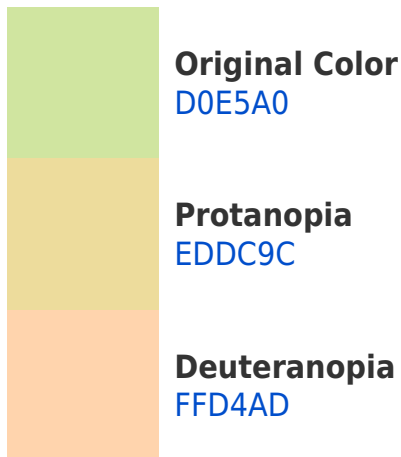 Original Color
D0E5A0
Protanopia
EDDC9C
Deuteranopia
FFD4AD